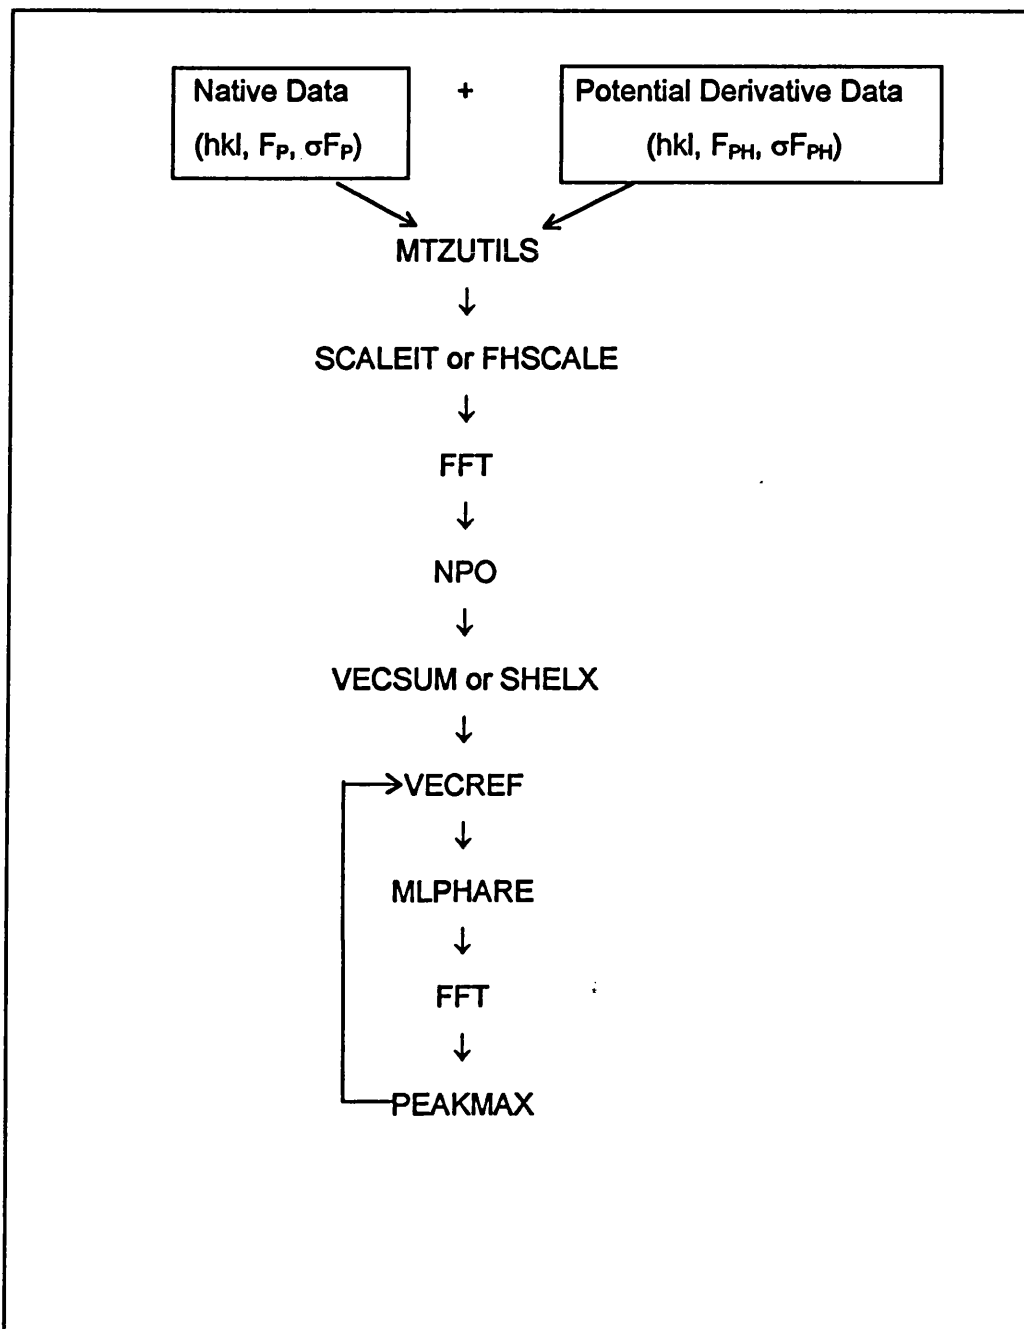 Native Data + Potential Derivative Data
(hkl, FP, σFP) (hkl, FPH, σFPH)
MTZUTILS
↓
SCALEIT or FHSCALE
↓
FFT
↓
NPO
↓
VECSUM or SHELX
↓
VECREF
↓
MLPHARE
↓
FFT
↓
PEAKMAX